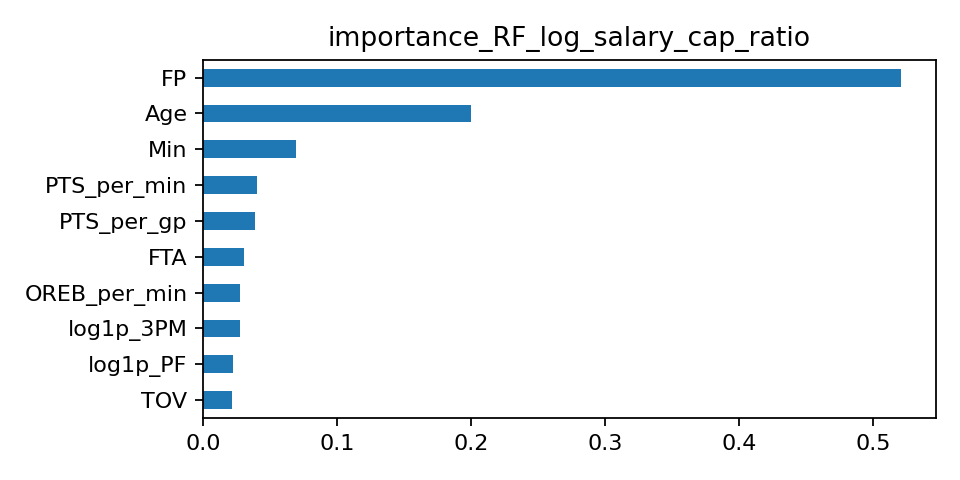 importance_RF_log_salary_cap_ratio
FP
Age
Min
PTS_per_min
PTS_per_gp
FTA
OREB_per_min
log1p_3PM
log1p_PF
TOV
0.0 0.1 0.2 0.3 0.4 0.5